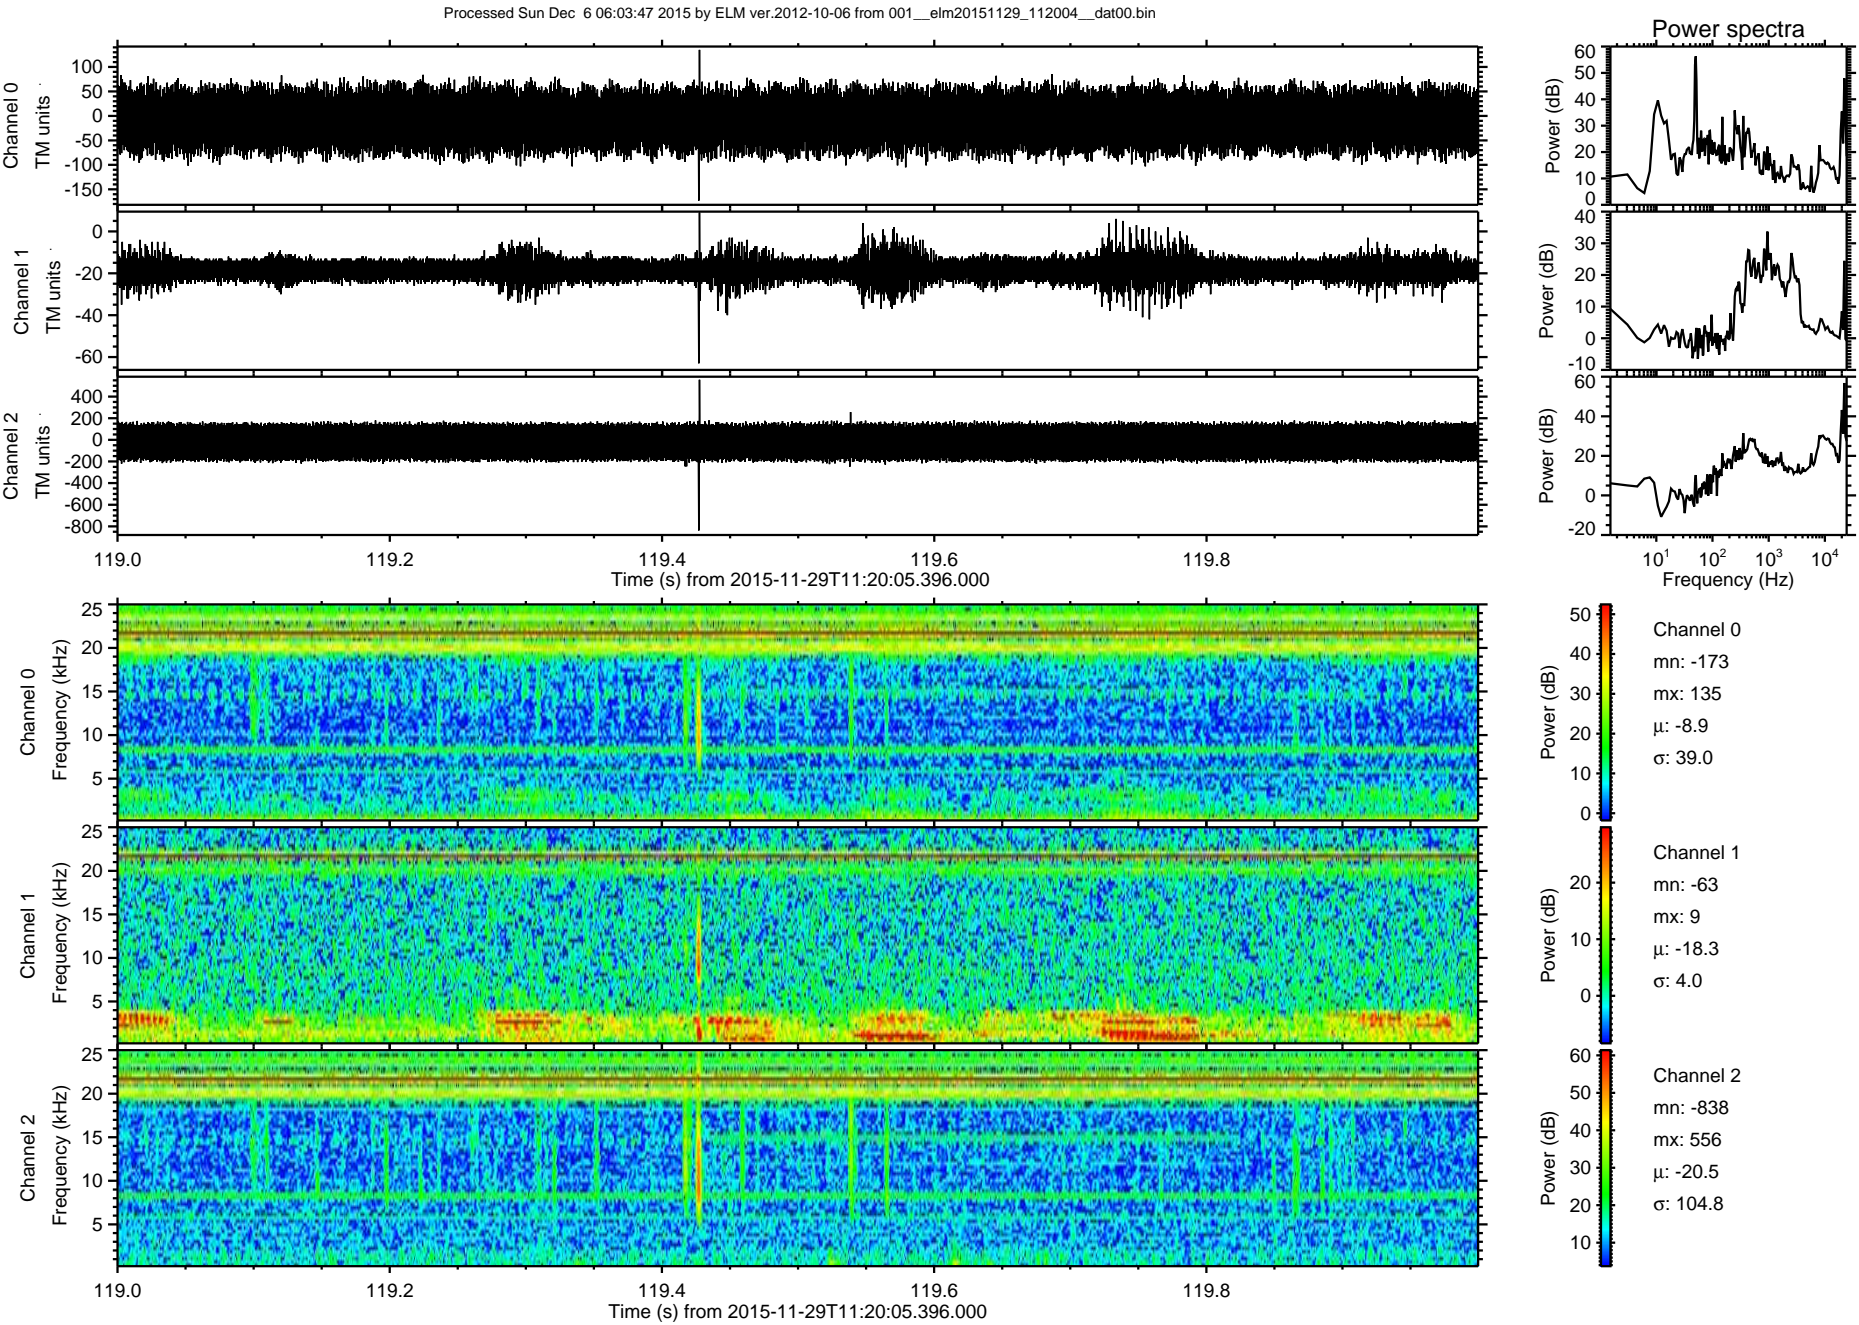 Processed Sun Dec  6 06:03:47 2015 by ELM ver.2012-10-06 from 001__elm20151129_112004__dat00.bin
Power spectra
Channel 0
TM units
100
50
0
-50
-100
-150
Power (dB)
60
50
40
30
20
10
0
Channel 1
TM units
0
-20
-40
-60
Power (dB)
40
30
20
10
0
-10
Channel 2
TM units
400
200
0
-200
-400
-600
-800
Power (dB)
60
40
20
0
-20
119.0 119.2 119.4 119.6 119.8
Time (s) from 2015-11-29T11:20:05.396.000
10¹ 10² 10³ 10⁴
Frequency (Hz)
Channel 0
Frequency (kHz)
25
20
15
10
5
Power (dB)
50
40
30
20
10
0
Channel 0
mn: -173
mx: 135
μ: -8.9
σ: 39.0
Channel 1
Frequency (kHz)
25
20
15
10
5
Power (dB)
20
10
0
Channel 1
mn: -63
mx: 9
μ: -18.3
σ: 4.0
Channel 2
Frequency (kHz)
25
20
15
10
5
Power (dB)
60
50
40
30
20
10
Channel 2
mn: -838
mx: 556
μ: -20.5
σ: 104.8
119.0 119.2 119.4 119.6 119.8
Time (s) from 2015-11-29T11:20:05.396.000